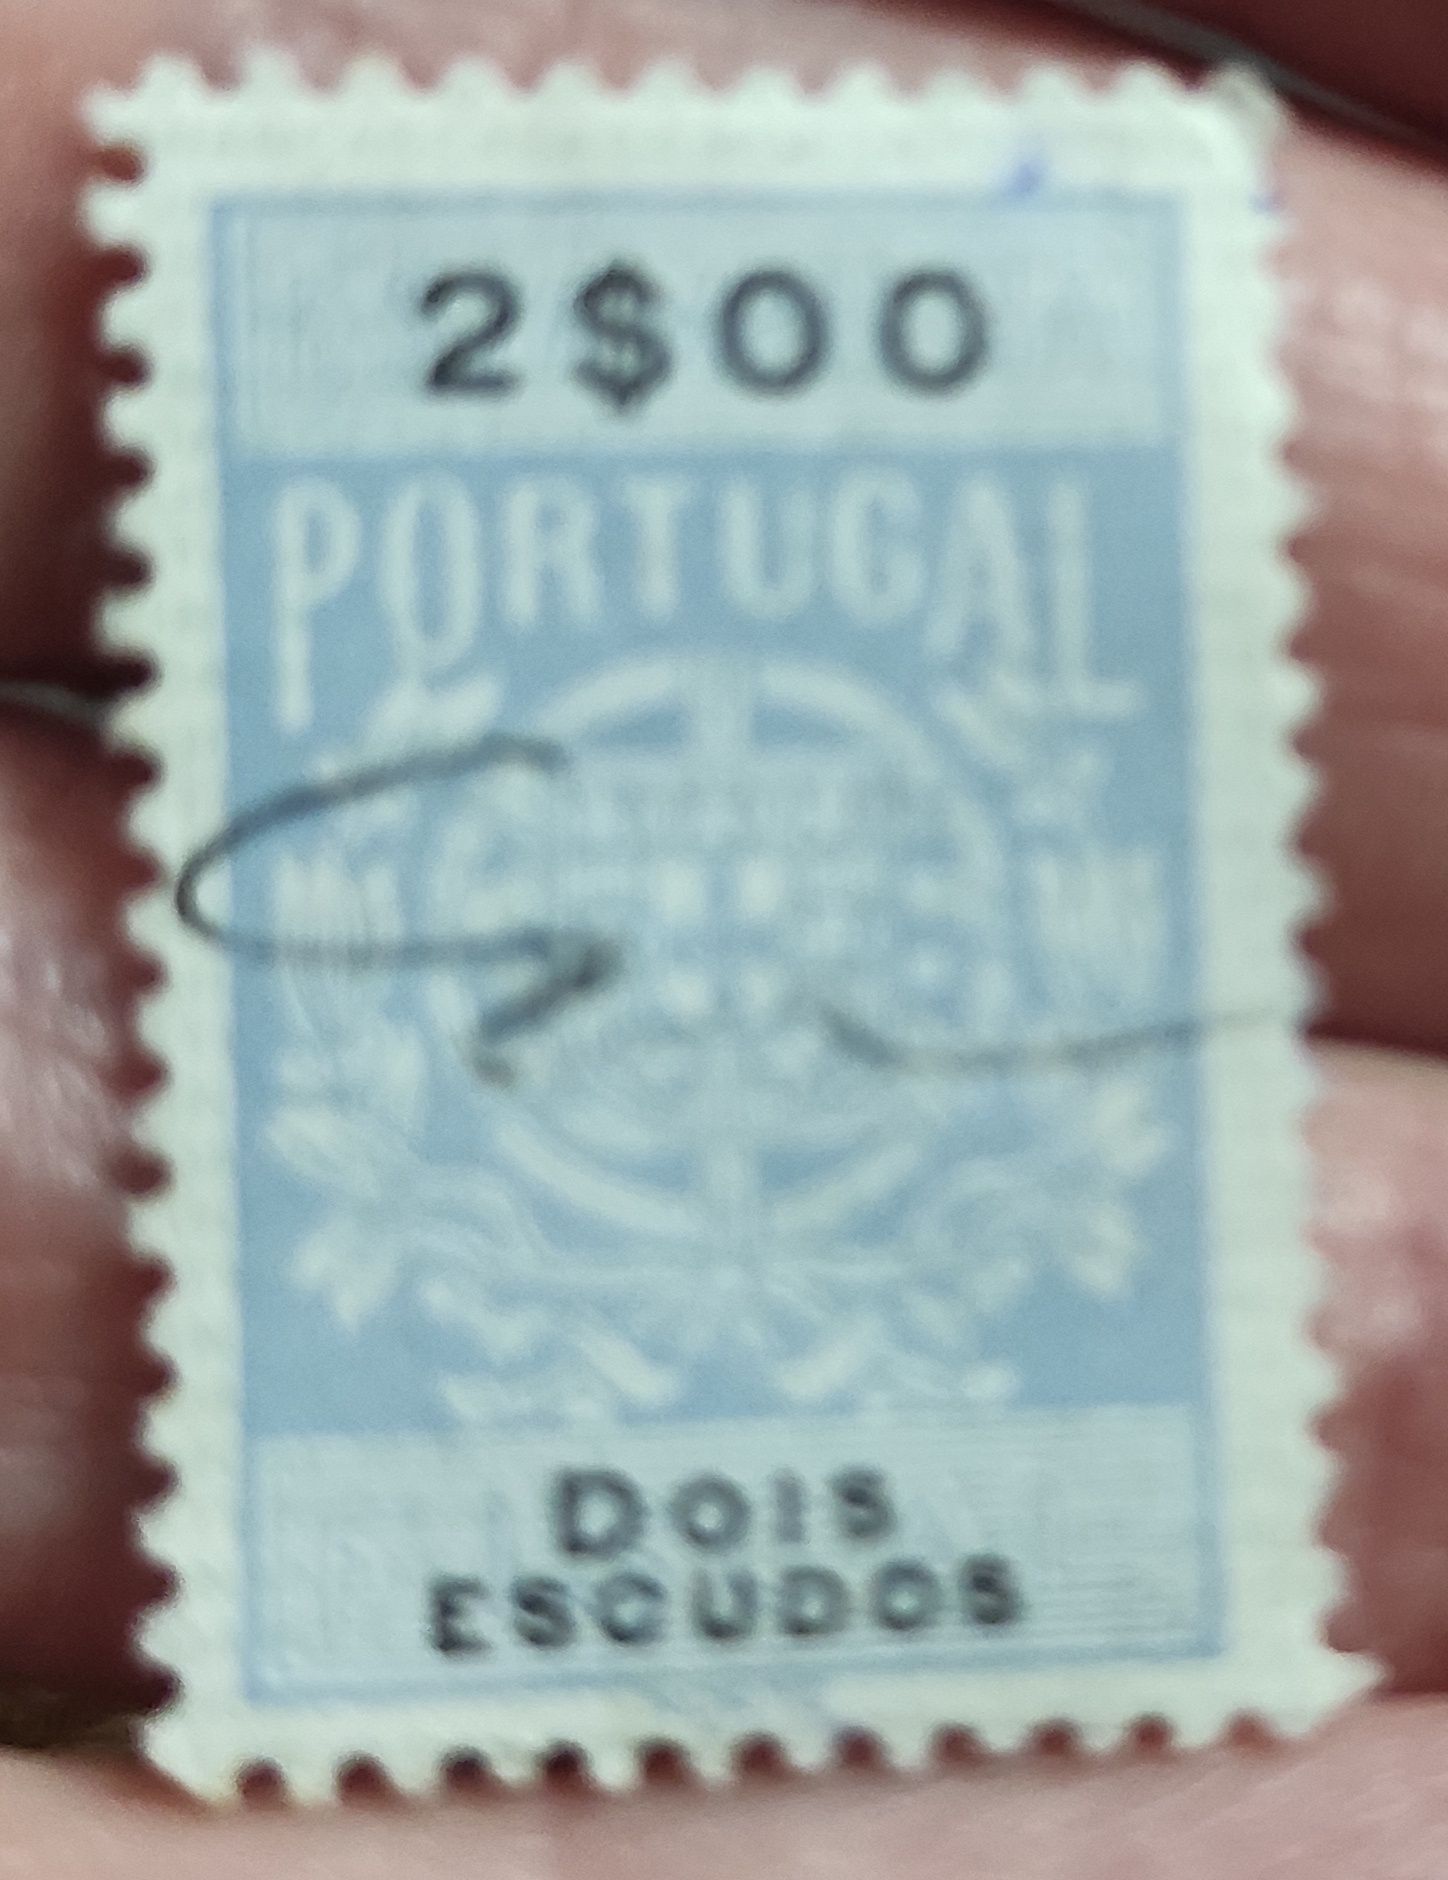 2$00
PORTUGAL
DOIS
ESCUDOS